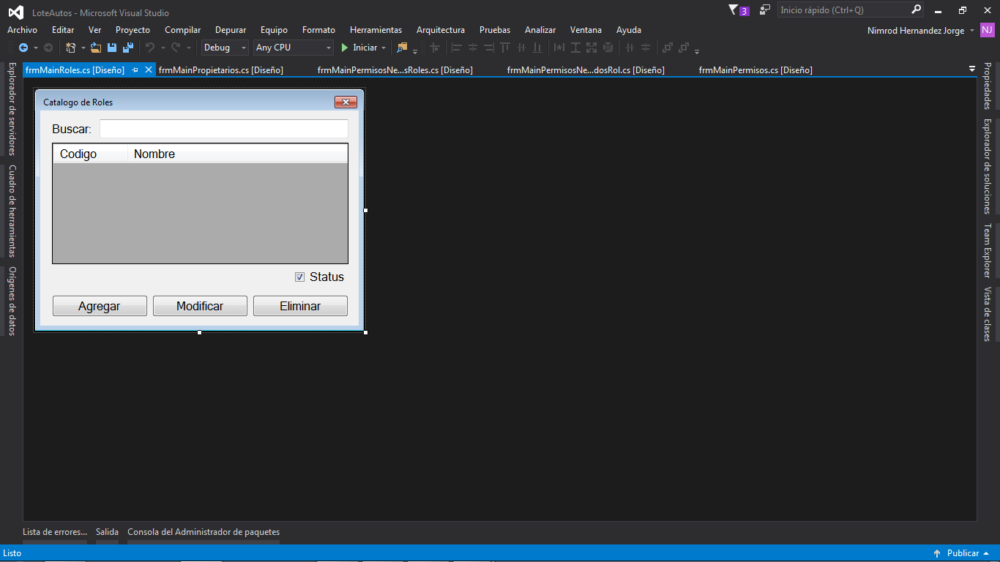 LoteAutos - Microsoft Visual Studio
3
Inicio rápido (Ctrl+Q)
Archivo Editar Ver Proyecto Compilar Depurar Equipo Formato Herramientas Arquitectura Pruebas Analizar Ventana Ayuda
Nimrod Hernandez Jorge NJ
Debug Any CPU Iniciar
frmMainRoles.cs [Diseño] frmMainPropietarios.cs [Diseño] frmMainPermisosNe...sRoles.cs [Diseño] frmMainPermisosNe...dosRol.cs [Diseño] frmMainPermisos.cs [Diseño]
Explorador de servidores
Cuadro de herramientas
Orígenes de datos
Catalogo de Roles
Buscar:
Codigo Nombre
Status
Agregar Modificar Eliminar
Propiedades
Explorador de soluciones
Team Explorer
Vista de clases
Lista de errores... Salida Consola del Administrador de paquetes
Listo Publicar